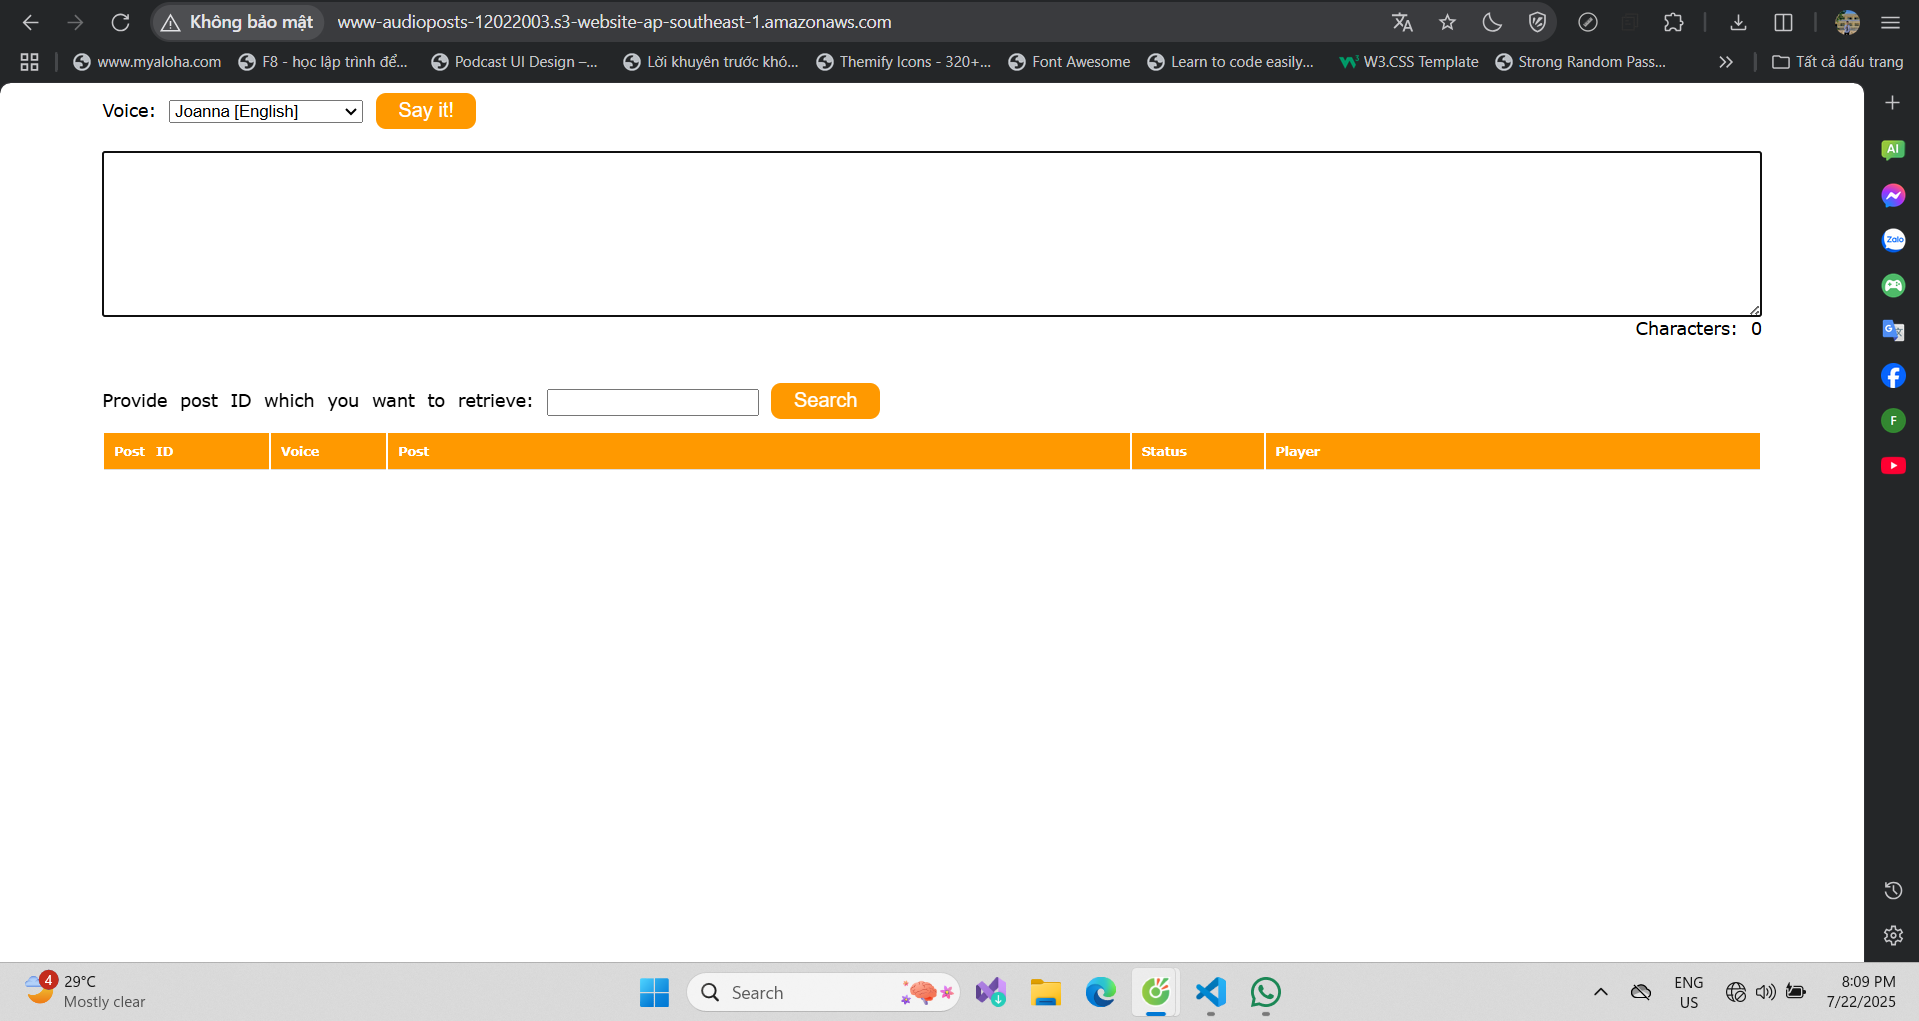 Không bảo mật www-audioposts-12022003.s3-website-ap-southeast-1.amazonaws.com
www.myaloha.com F8 - học lập trình để... Podcast UI Design –... Lời khuyên trước khó... Themify Icons - 320+... Font Awesome Learn to code easily... W3.CSS Template Strong Random Pass... Tất cả dấu trang
Voice: Joanna [English] Say it!
Characters: 0
Provide post ID which you want to retrieve: Search
Post ID Voice Post Status Player
AI
Zalo
G
F
4
29°C
Mostly clear
Search
ENG
US
8:09 PM
7/22/2025